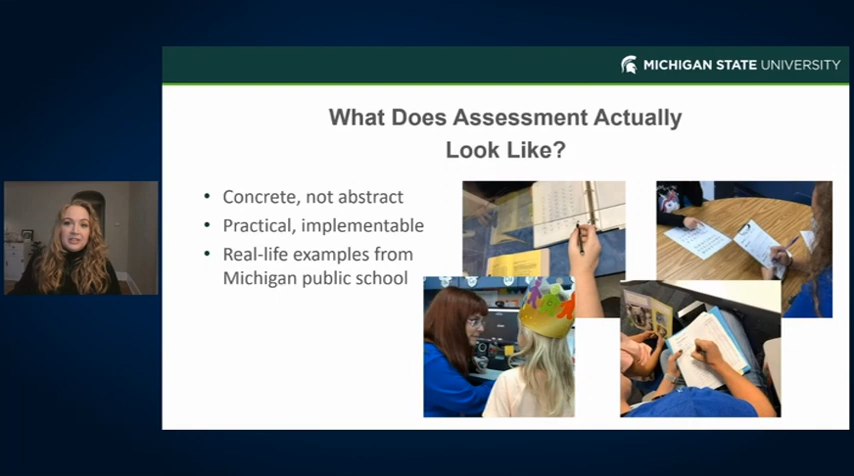 MICHIGAN STATE UNIVERSITY
What Does Assessment Actually
Look Like?
• Concrete, not abstract
• Practical, implementable
• Real-life examples from
Michigan public school